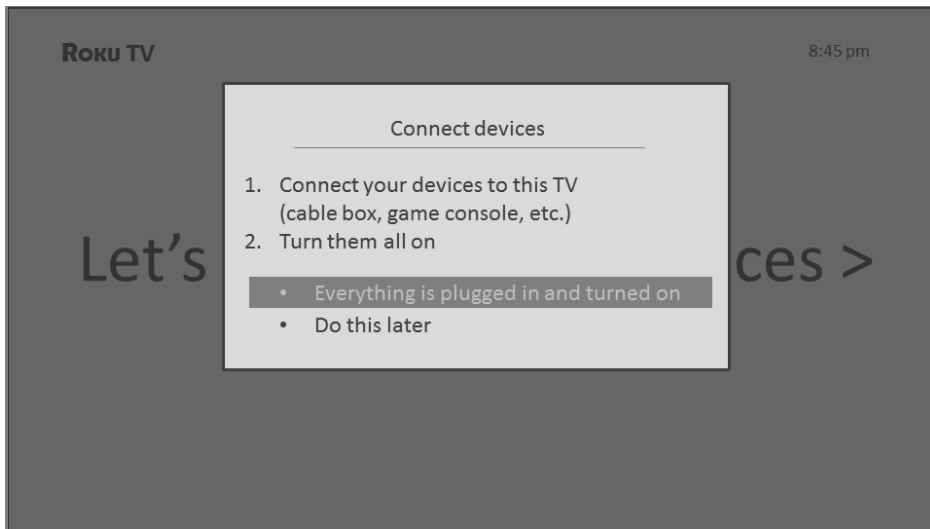 Roku TV
8:45 pm
Connect devices
1. Connect your devices to this TV
(cable box, game console, etc.)
2. Turn them all on
Let's
ces >
• Everything is plugged in and turned on
• Do this later